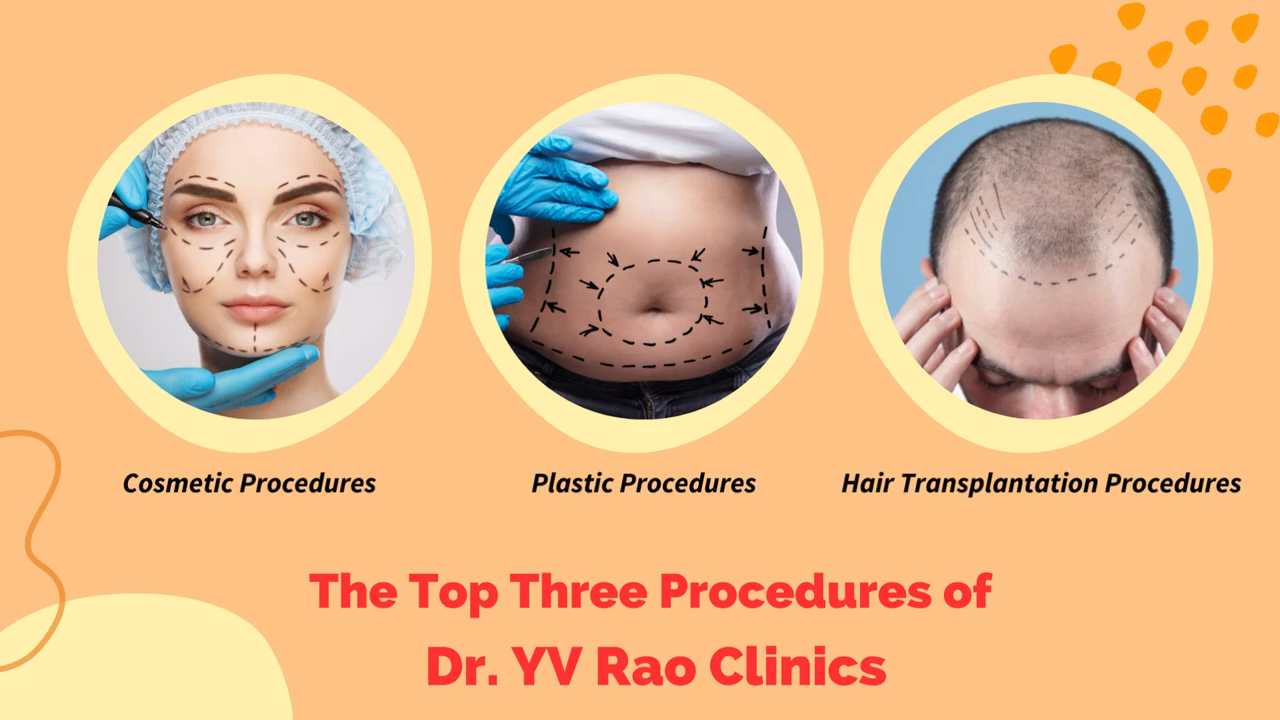 Cosmetic Procedures
Plastic Procedures
Hair Transplantation Procedures
The Top Three Procedures of
Dr. YV Rao Clinics